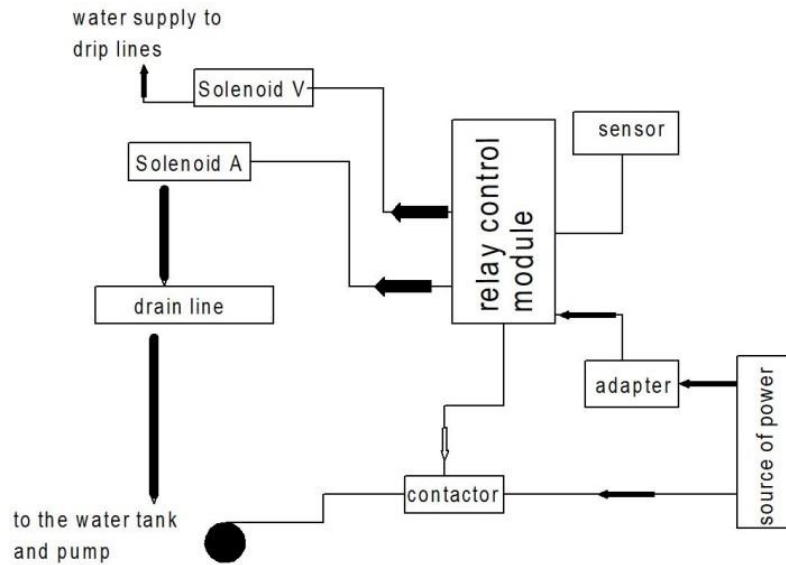 water supply to
drip lines
Solenoid V
Solenoid A
sensor
relay control
module
drain line
adapter
source of power
contactor
to the water tank
and pump